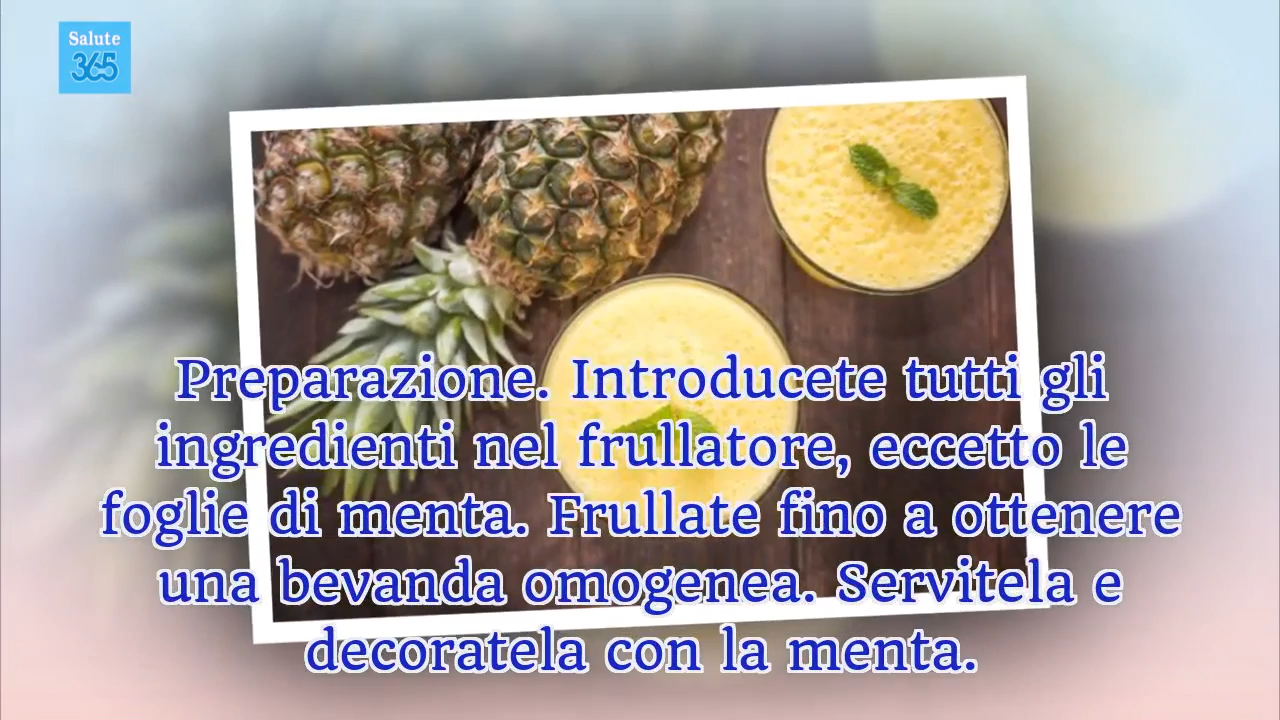 Salute
365
Preparazione. Introducete tutti gli
ingredienti nel frullatore, eccetto le
foglie di menta. Frullate fino a ottenere
una bevanda omogenea. Servitela e
decoratela con la menta.